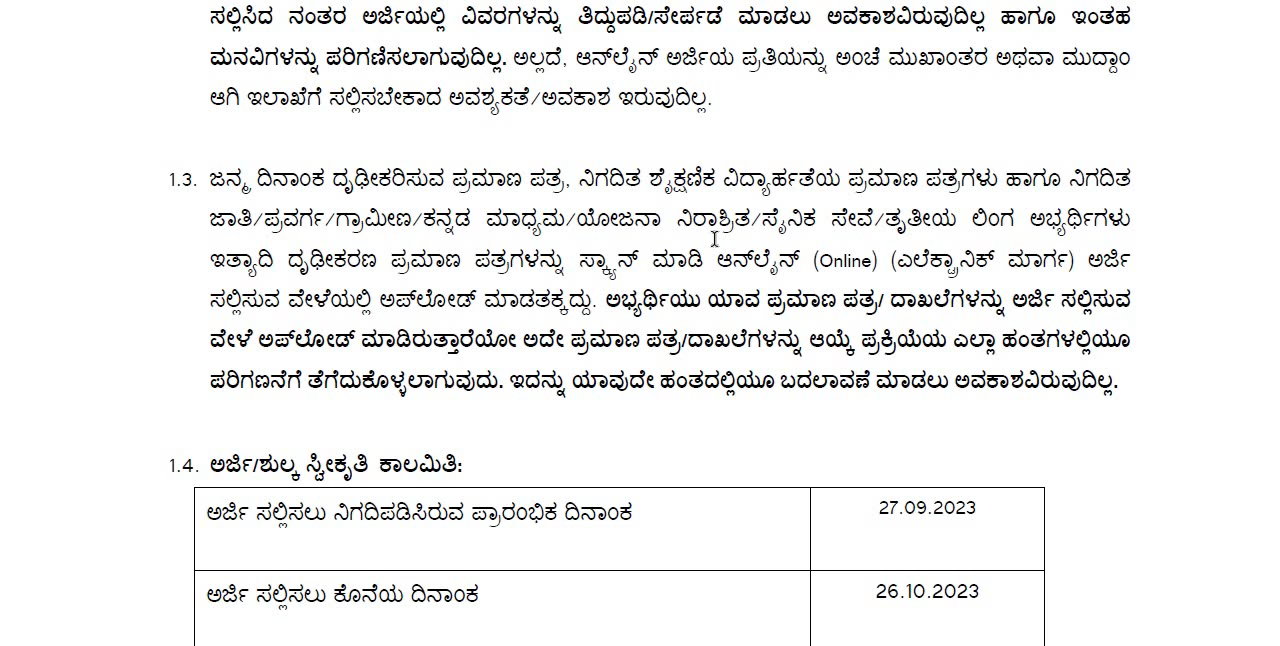 ಸಲ್ಲಿಸಿದ ನಂತರ ಅರ್ಜಿಯಲ್ಲಿ ವಿವರಗಳನ್ನು ತಿದ್ದುಪಡಿ/ಸೇರ್ಪಡೆ ಮಾಡಲು ಅವಕಾಶವಿರುವುದಿಲ್ಲ ಹಾಗೂ ಇಂತಹ
ಮನವಿಗಳನ್ನು ಪರಿಗಣಿಸಲಾಗುವುದಿಲ್ಲ. ಅಲ್ಲದೆ, ಆನ್‌ಲೈನ್ ಅರ್ಜಿಯ ಪ್ರತಿಯನ್ನು ಅಂಚೆ ಮುಖಾಂತರ ಅಥವಾ ಮುದ್ದಾಂ
ಆಗಿ ಇಲಾಖೆಗೆ ಸಲ್ಲಿಸಬೇಕಾದ ಅವಶ್ಯಕತೆ/ಅವಕಾಶ ಇರುವುದಿಲ್ಲ.
1.3. ಜನ್ಮ ದಿನಾಂಕ ದೃಢೀಕರಿಸುವ ಪ್ರಮಾಣ ಪತ್ರ, ನಿಗದಿತ ಶೈಕ್ಷಣಿಕ ವಿದ್ಯಾರ್ಹತೆಯ ಪ್ರಮಾಣ ಪತ್ರಗಳು ಹಾಗೂ ನಿಗದಿತ
ಜಾತಿ/ಪ್ರವರ್ಗ/ಗ್ರಾಮೀಣ/ಕನ್ನಡ ಮಾಧ್ಯಮ/ಯೋಜನಾ ನಿರಾಶ್ರಿತ/ಸೈನಿಕ ಸೇವೆ/ತೃತೀಯ ಲಿಂಗ ಅಭ್ಯರ್ಥಿಗಳು
ಇತ್ಯಾದಿ ದೃಢೀಕರಣ ಪ್ರಮಾಣ ಪತ್ರಗಳನ್ನು ಸ್ಕ್ಯಾನ್ ಮಾಡಿ ಆನ್‌ಲೈನ್ (Online) (ಎಲೆಕ್ಟ್ರಾನಿಕ್ ಮಾರ್ಗ) ಅರ್ಜಿ
ಸಲ್ಲಿಸುವ ವೇಳೆಯಲ್ಲಿ ಅಪ್‌ಲೋಡ್ ಮಾಡತಕ್ಕದ್ದು. ಅಭ್ಯರ್ಥಿಯು ಯಾವ ಪ್ರಮಾಣ ಪತ್ರ/ ದಾಖಲೆಗಳನ್ನು ಅರ್ಜಿ ಸಲ್ಲಿಸುವ
ವೇಳೆ ಅಪ್‌ಲೋಡ್ ಮಾಡಿರುತ್ತಾರೆಯೋ ಅದೇ ಪ್ರಮಾಣ ಪತ್ರ/ದಾಖಲೆಗಳನ್ನು ಆಯ್ಕೆ ಪ್ರಕ್ರಿಯೆಯ ಎಲ್ಲಾ ಹಂತಗಳಲ್ಲಿಯೂ
ಪರಿಗಣನೆಗೆ ತೆಗೆದುಕೊಳ್ಳಲಾಗುವುದು. ಇದನ್ನು ಯಾವುದೇ ಹಂತದಲ್ಲಿಯೂ ಬದಲಾವಣೆ ಮಾಡಲು ಅವಕಾಶವಿರುವುದಿಲ್ಲ.
1.4. ಅರ್ಜಿ/ಶುಲ್ಕ ಸ್ವೀಕೃತಿ ಕಾಲಮಿತಿ:
ಅರ್ಜಿ ಸಲ್ಲಿಸಲು ನಿಗದಿಪಡಿಸಿರುವ ಪ್ರಾರಂಭಿಕ ದಿನಾಂಕ 27.09.2023
ಅರ್ಜಿ ಸಲ್ಲಿಸಲು ಕೊನೆಯ ದಿನಾಂಕ 26.10.2023